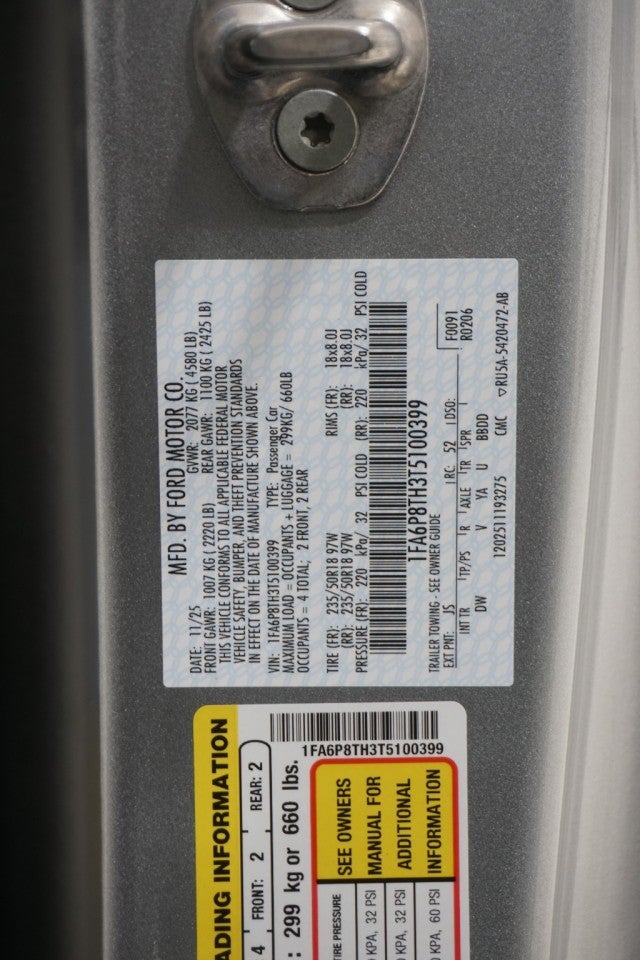 MFD. BY FORD MOTOR CO.
DATE: 11/25 GVWR: 2077 KG ( 4580 LB)
FRONT GAWR: 1007 KG ( 2220 LB) REAR GAWR: 1100 KG ( 2425 LB)
THIS VEHICLE CONFORMS TO ALL APPLICABLE FEDERAL MOTOR
VEHICLE SAFETY, BUMPER, AND THEFT PREVENTION STANDARDS
IN EFFECT ON THE DATE OF MANUFACTURE SHOWN ABOVE.
VIN: 1FA6P8TH3T5100399 TYPE: Passenger Car
MAXIMUM LOAD = OCCUPANTS + LUGGAGE = 299KG/ 660LB
OCCUPANTS = 4 TOTAL; 2 FRONT, 2 REAR
TIRE (FR): 235/50R18 97W RIMS (FR): 18x8.0J
(RR): 235/50R18 97W (RR): 18x8.0J
PRESSURE (FR): 220 kPa/ 32 PSI COLD (RR): 220 kPa/ 32 PSI COLD
1FA6P8TH3T5100399
TRAILER TOWING - SEE OWNER GUIDE F0091
EXT PNT: JS RC: 52 DSO: R0206
INT TR TP/PS R AXLE TR SPR
DW V YA U BBDD
1202511193275 CMC ▽RU5A-5420472-AB
1FA6P8TH3T5100399
ADING INFORMATION
4 FRONT: 2 REAR: 2
: 299 kg or 660 lbs.
TIRE PRESSURE SEE OWNERS
0 KPA, 32 PSI MANUAL FOR
0 KPA, 32 PSI ADDITIONAL
0 KPA, 60 PSI INFORMATION